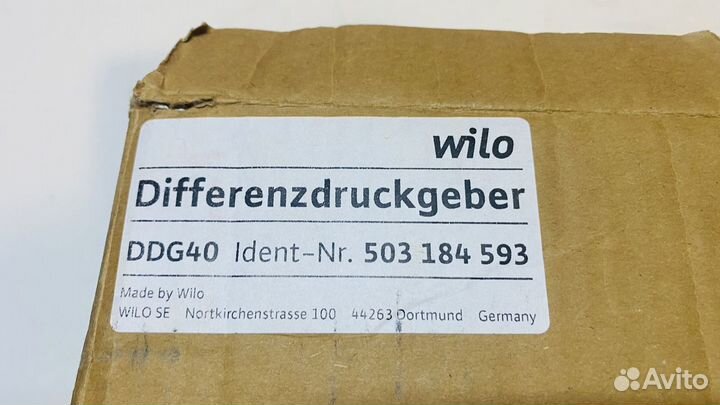 wilo
Differenzdruckgeber
DDG40 Ident-Nr. 503 184 593
Made by Wilo
WILO SE Nortkirchenstrasse 100 44263 Dortmund Germany
Avito